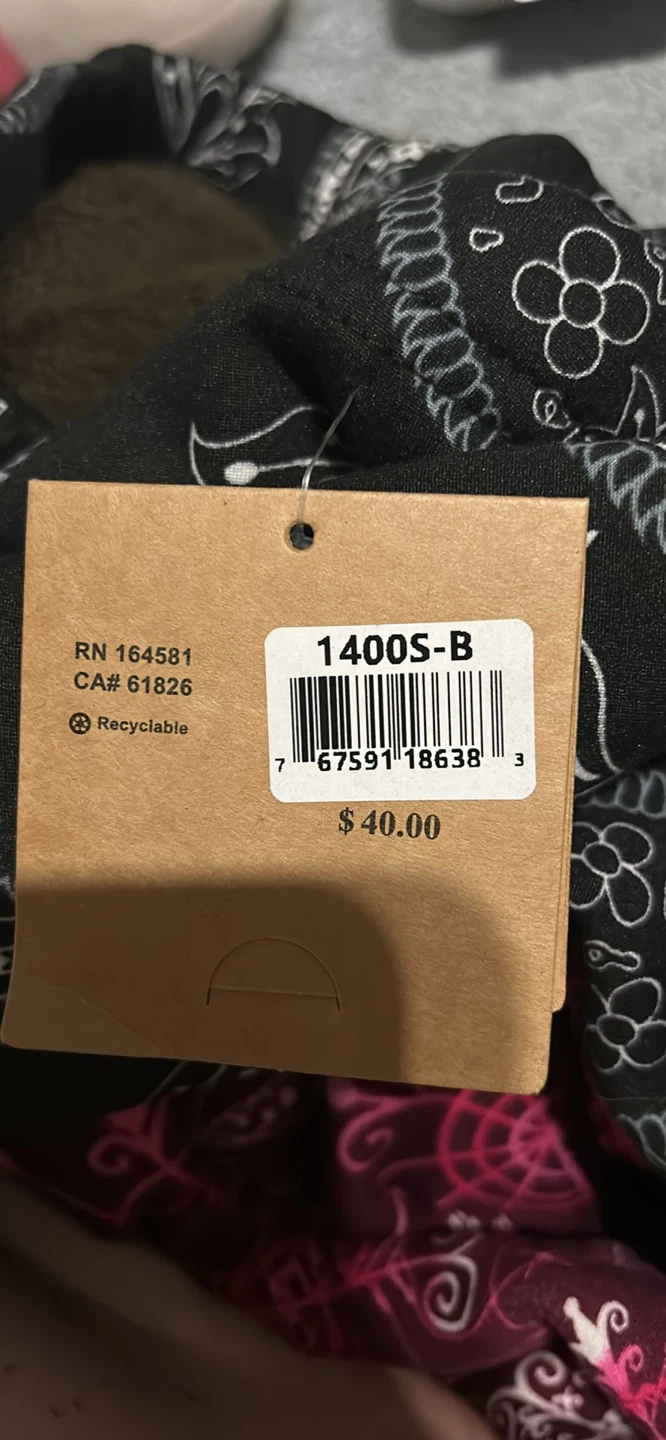 RN 164581
CA# 61826
Recyclable
1400S-B
7 67591 18638 3
$ 40.00